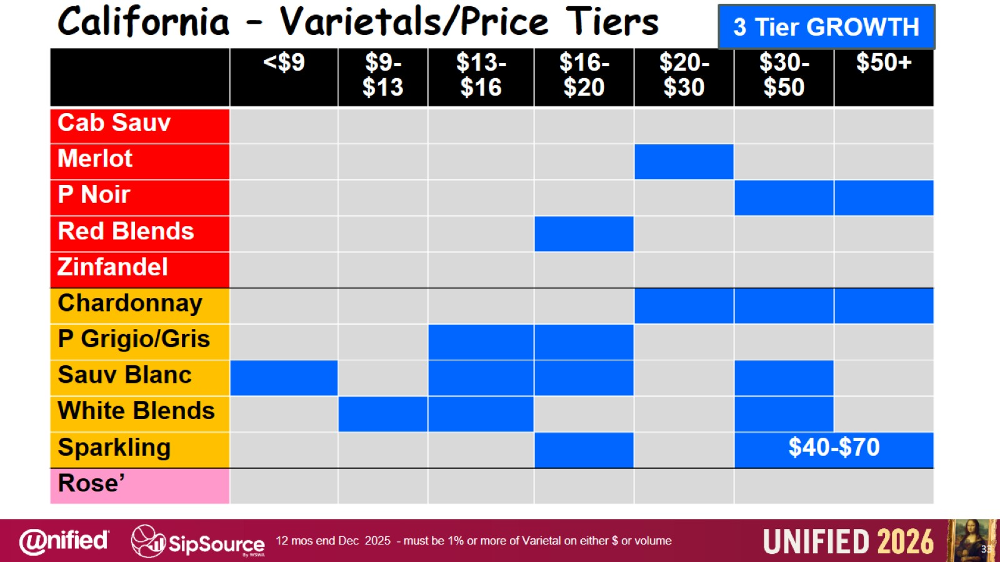 California – Varietals/Price Tiers
3 Tier GROWTH
<$9
$9-
$13
$13-
$16
$16-
$20
$20-
$30
$30-
$50
$50+
Cab Sauv
Merlot
P Noir
Red Blends
Zinfandel
Chardonnay
P Grigio/Gris
Sauv Blanc
White Blends
Sparkling
$40-$70
Rose’
unified®
SipSource
By WSWA
12 mos end Dec 2025 - must be 1% or more of Varietal on either $ or volume
UNIFIED 2026
33